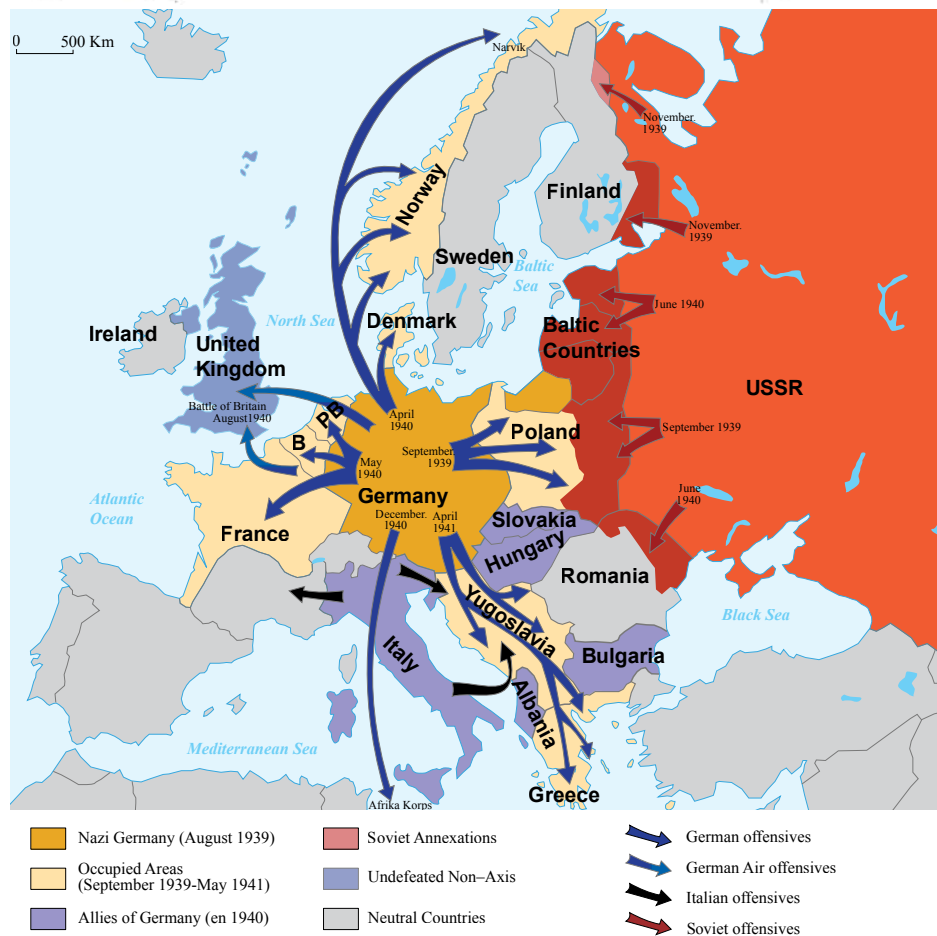 0 500 Km
Narvik
November.
1939
Finland
Norway
November.
1939
Sweden
Baltic
Sea
June 1940
North Sea
Denmark
Ireland
United
Kingdom
Baltic
Countries
USSR
Battle of Britain
August1940
PB
April
1940
B
September.
1939
Poland
September 1939
May
1940
Germany
June
1940
Atlantic
Ocean
December.
1940
April
1941
Slovakia
France
Hungary
Romania
Yugoslavia
Black Sea
Italy
Bulgaria
Albania
Mediterranean Sea
Greece
Afrika Korps
Nazi Germany (August 1939)
Occupied Areas
(September 1939-May 1941)
Allies of Germany (en 1940)
Soviet Annexations
Undefeated Non–Axis
Neutral Countries
German offensives
German Air offensives
Italian offensives
Soviet offensives